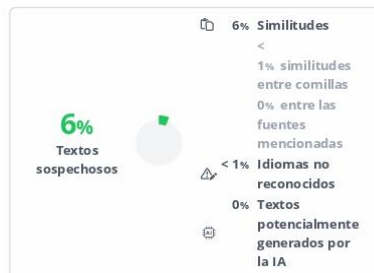 6% Similitudes
<
1% similitudes
entre comillas
0% entre las
fuentes
mencionadas
6%
Textos
sospechosos
< 1% Idiomas no
reconocidos
0% Textos
potencialmente
generados por
la IA
AI